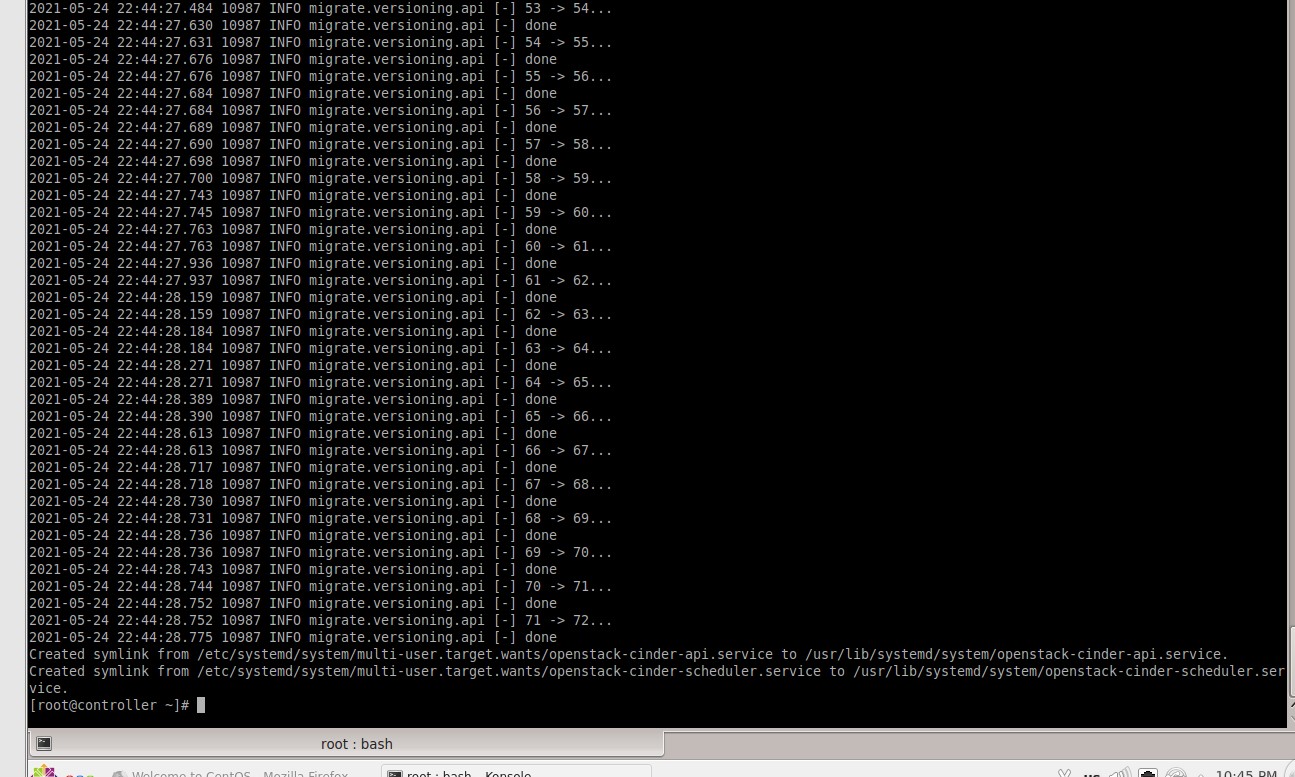 2021-05-24 22:44:27.484 10987 INFO migrate.versioning.api [-] 53 -> 54...
2021-05-24 22:44:27.630 10987 INFO migrate.versioning.api [-] done
2021-05-24 22:44:27.631 10987 INFO migrate.versioning.api [-] 54 -> 55...
2021-05-24 22:44:27.676 10987 INFO migrate.versioning.api [-] done
2021-05-24 22:44:27.676 10987 INFO migrate.versioning.api [-] 55 -> 56...
2021-05-24 22:44:27.684 10987 INFO migrate.versioning.api [-] done
2021-05-24 22:44:27.684 10987 INFO migrate.versioning.api [-] 56 -> 57...
2021-05-24 22:44:27.689 10987 INFO migrate.versioning.api [-] done
2021-05-24 22:44:27.690 10987 INFO migrate.versioning.api [-] 57 -> 58...
2021-05-24 22:44:27.698 10987 INFO migrate.versioning.api [-] done
2021-05-24 22:44:27.700 10987 INFO migrate.versioning.api [-] 58 -> 59...
2021-05-24 22:44:27.743 10987 INFO migrate.versioning.api [-] done
2021-05-24 22:44:27.745 10987 INFO migrate.versioning.api [-] 59 -> 60...
2021-05-24 22:44:27.763 10987 INFO migrate.versioning.api [-] done
2021-05-24 22:44:27.763 10987 INFO migrate.versioning.api [-] 60 -> 61...
2021-05-24 22:44:27.936 10987 INFO migrate.versioning.api [-] done
2021-05-24 22:44:27.937 10987 INFO migrate.versioning.api [-] 61 -> 62...
2021-05-24 22:44:28.159 10987 INFO migrate.versioning.api [-] done
2021-05-24 22:44:28.159 10987 INFO migrate.versioning.api [-] 62 -> 63...
2021-05-24 22:44:28.184 10987 INFO migrate.versioning.api [-] done
2021-05-24 22:44:28.184 10987 INFO migrate.versioning.api [-] 63 -> 64...
2021-05-24 22:44:28.271 10987 INFO migrate.versioning.api [-] done
2021-05-24 22:44:28.271 10987 INFO migrate.versioning.api [-] 64 -> 65...
2021-05-24 22:44:28.389 10987 INFO migrate.versioning.api [-] done
2021-05-24 22:44:28.390 10987 INFO migrate.versioning.api [-] 65 -> 66...
2021-05-24 22:44:28.613 10987 INFO migrate.versioning.api [-] done
2021-05-24 22:44:28.613 10987 INFO migrate.versioning.api [-] 66 -> 67...
2021-05-24 22:44:28.717 10987 INFO migrate.versioning.api [-] done
2021-05-24 22:44:28.718 10987 INFO migrate.versioning.api [-] 67 -> 68...
2021-05-24 22:44:28.730 10987 INFO migrate.versioning.api [-] done
2021-05-24 22:44:28.731 10987 INFO migrate.versioning.api [-] 68 -> 69...
2021-05-24 22:44:28.736 10987 INFO migrate.versioning.api [-] done
2021-05-24 22:44:28.736 10987 INFO migrate.versioning.api [-] 69 -> 70...
2021-05-24 22:44:28.743 10987 INFO migrate.versioning.api [-] done
2021-05-24 22:44:28.744 10987 INFO migrate.versioning.api [-] 70 -> 71...
2021-05-24 22:44:28.752 10987 INFO migrate.versioning.api [-] done
2021-05-24 22:44:28.752 10987 INFO migrate.versioning.api [-] 71 -> 72...
2021-05-24 22:44:28.775 10987 INFO migrate.versioning.api [-] done
Created symlink from /etc/systemd/system/multi-user.target.wants/openstack-cinder-api.service to /usr/lib/systemd/system/openstack-cinder-api.service.
Created symlink from /etc/systemd/system/multi-user.target.wants/openstack-cinder-scheduler.service to /usr/lib/systemd/system/openstack-cinder-scheduler.ser
vice.
[root@controller ~]#
root : bash
Welcome to CentOS - Mozilla Firefox
root : bash - Konsole
us
10:45 PM